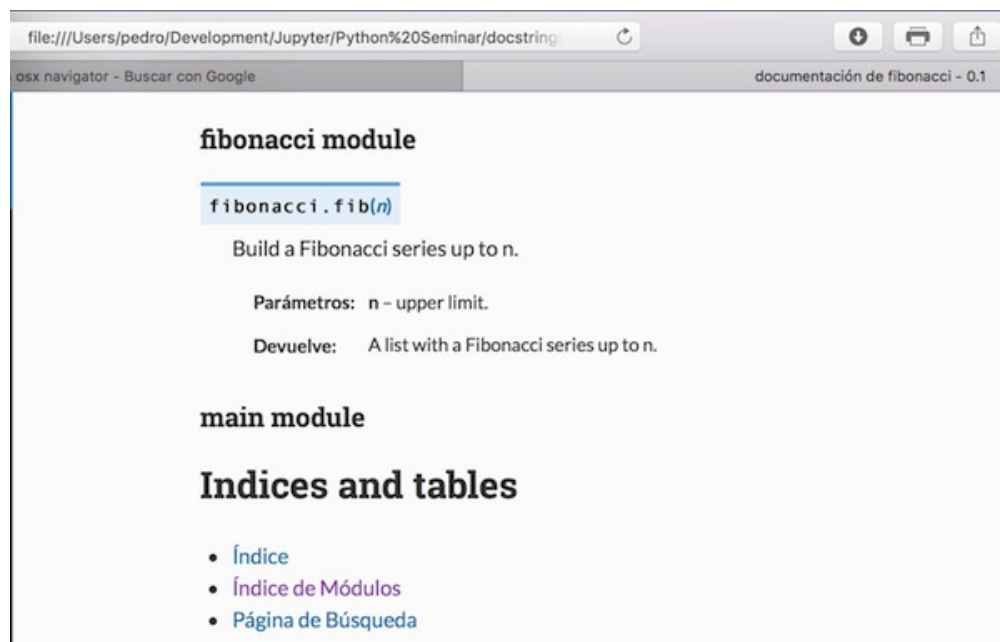 file:///Users/pedro/Development/Jupyter/Python%20Seminar/docstring
osx navigator - Buscar con Google
documentación de fibonacci - 0.1
fibonacci module
fibonacci.fib(n)
Build a Fibonacci series up to n.
Parámetros: n – upper limit.
Devuelve: A list with a Fibonacci series up to n.
main module
Indices and tables
• Índice
• Índice de Módulos
• Página de Búsqueda